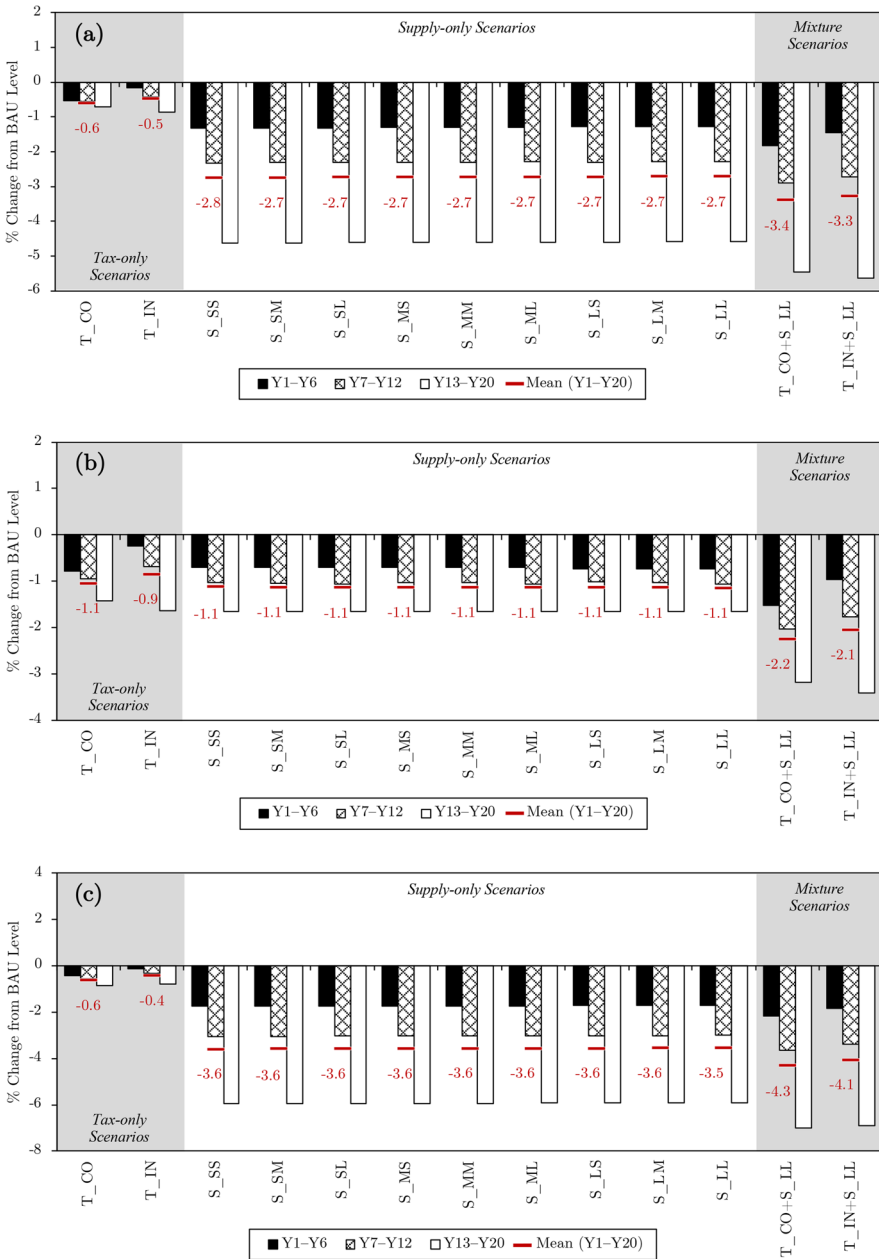 (a)
Supply-only Scenarios
Mixture
Scenarios
% Change from BAU Level
2
1
0
-1
-2
-3
-4
-5
-6
-0.6
-0.5
-2.8
-2.7
-2.7
-2.7
-2.7
-2.7
-2.7
-2.7
-2.7
-3.4
-3.3
Tax-only
Scenarios
T_CO
T_IN
S_SS
S_SM
S_SL
S_MS
S_MM
S_ML
S_LS
S_LM
S_LL
T_CO+S_LL
T_IN+S_LL
Y1–Y6 Y7–Y12 Y13–Y20 Mean (Y1–Y20)
(b)
Supply-only Scenarios
Mixture
Scenarios
% Change from BAU Level
2
1
0
-1
-2
-3
-4
-1.1
-0.9
-1.1
-1.1
-1.1
-1.1
-1.1
-1.1
-1.1
-1.1
-1.1
-2.2
-2.1
Tax-only
Scenarios
T_CO
T_IN
S_SS
S_SM
S_SL
S_MS
S_MM
S_ML
S_LS
S_LM
S_LL
T_CO+S_LL
T_IN+S_LL
Y1–Y6 Y7–Y12 Y13–Y20 Mean (Y1–Y20)
(c)
Supply-only Scenarios
Mixture
Scenarios
% Change from BAU Level
4
2
0
-2
-4
-6
-8
-0.6
-0.4
-3.6
-3.6
-3.6
-3.6
-3.6
-3.6
-3.6
-3.6
-3.5
-4.3
-4.1
Tax-only
Scenarios
T_CO
T_IN
S_SS
S_SM
S_SL
S_MS
S_MM
S_ML
S_LS
S_LM
S_LL
T_CO+S_LL
T_IN+S_LL
Y1–Y6 Y7–Y12 Y13–Y20 Mean (Y1–Y20)